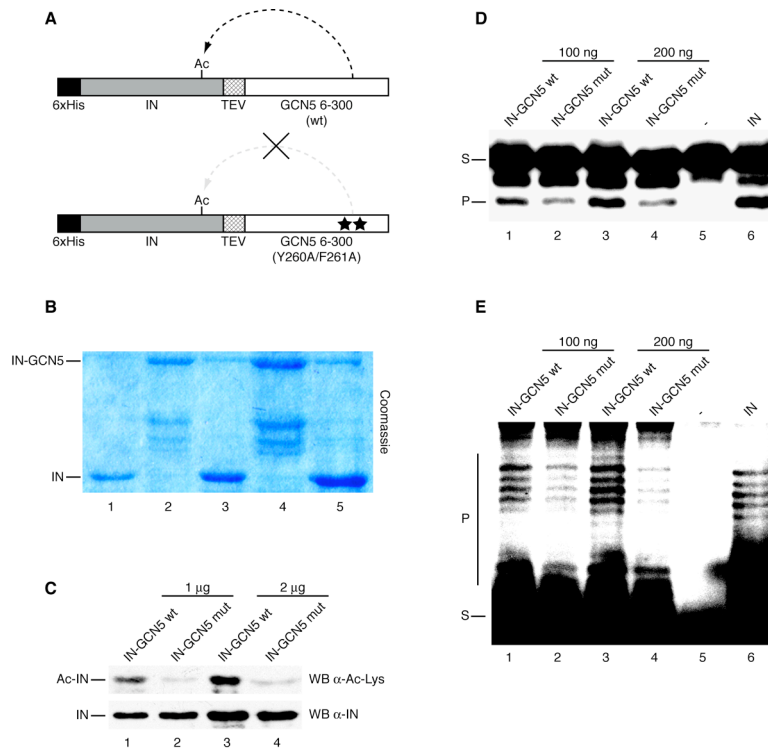 A
Ac
6xHis IN TEV GCN5 6-300
(wt)
Ac
6xHis IN TEV GCN5 6-300
(Y260A/F261A)
B
IN-GCN5
IN
Coomassie
1 2 3 4 5
C
1 µg 2 µg
IN-GCN5 wt IN-GCN5 mut IN-GCN5 wt IN-GCN5 mut
Ac-IN WB α-Ac-Lys
IN WB α-IN
1 2 3 4
D
100 ng 200 ng
IN-GCN5 wt IN-GCN5 mut IN-GCN5 wt IN-GCN5 mut - IN
S
P
1 2 3 4 5 6
E
100 ng 200 ng
IN-GCN5 wt IN-GCN5 mut IN-GCN5 wt IN-GCN5 mut - IN
P
S
1 2 3 4 5 6